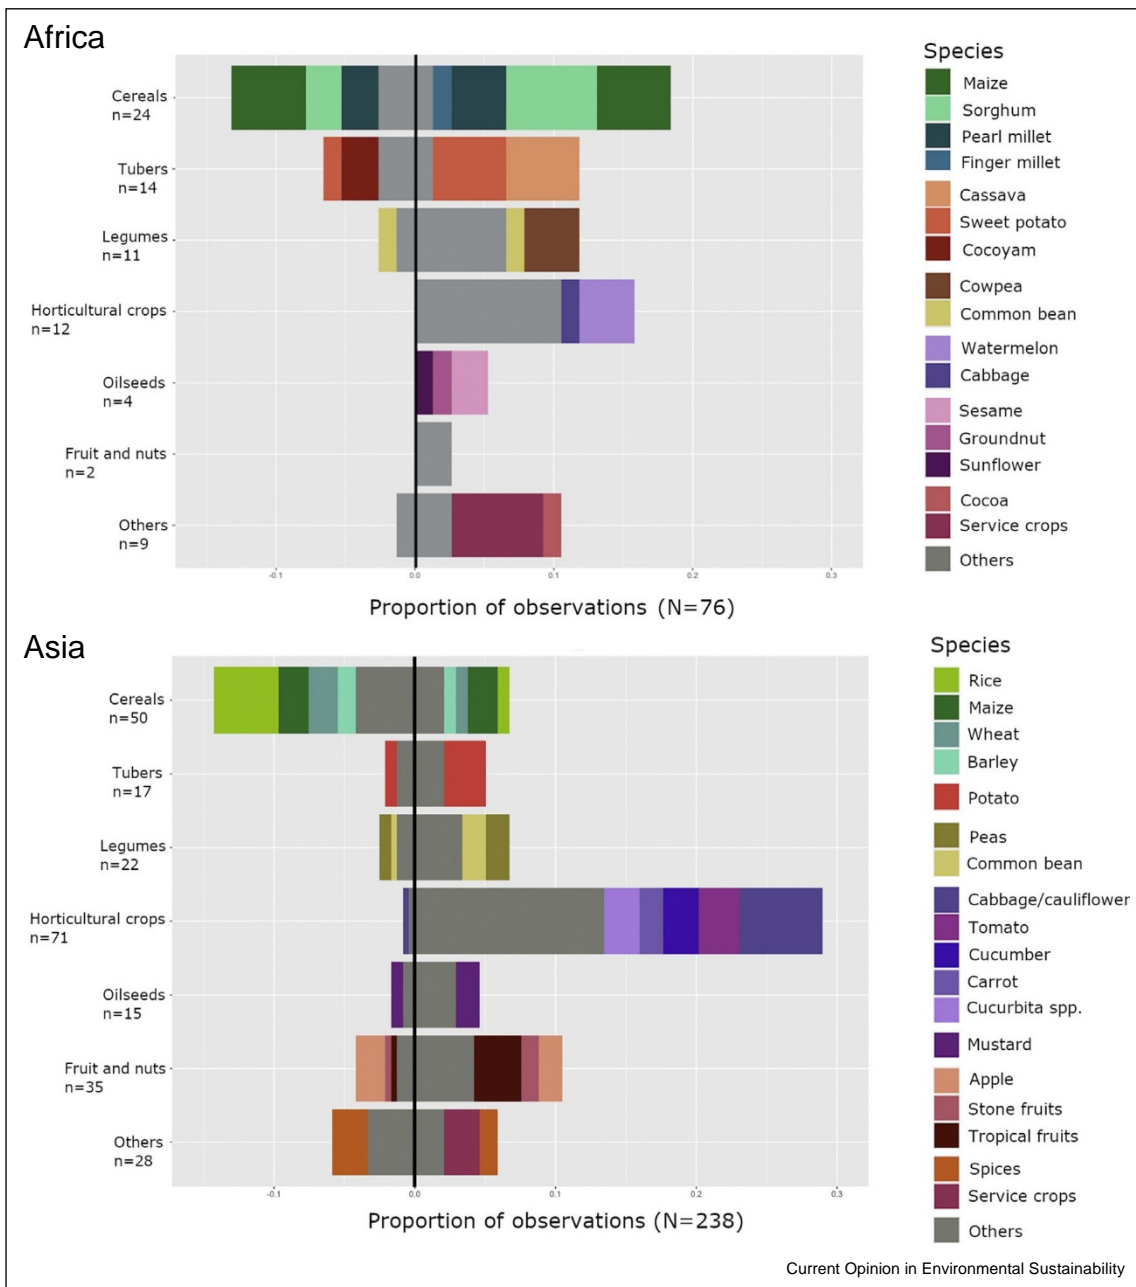 Africa
Species
Cereals
n=24
Tubers
n=14
Legumes
n=11
Horticultural crops
n=12
Oilseeds
n=4
Fruit and nuts
n=2
Others
n=9
Maize
Sorghum
Pearl millet
Finger millet
Cassava
Sweet potato
Cocoyam
Cowpea
Common bean
Watermelon
Cabbage
Sesame
Groundnut
Sunflower
Cocoa
Service crops
Others
-0.1 0.0 0.1 0.2 0.3
Proportion of observations (N=76)
Asia
Species
Cereals
n=50
Tubers
n=17
Legumes
n=22
Horticultural crops
n=71
Oilseeds
n=15
Fruit and nuts
n=35
Others
n=28
Rice
Maize
Wheat
Barley
Potato
Peas
Common bean
Cabbage/cauliflower
Tomato
Cucumber
Carrot
Cucurbita spp.
Mustard
Apple
Stone fruits
Tropical fruits
Spices
Service crops
Others
-0.1 0.0 0.1 0.2 0.3
Proportion of observations (N=238)
Current Opinion in Environmental Sustainability